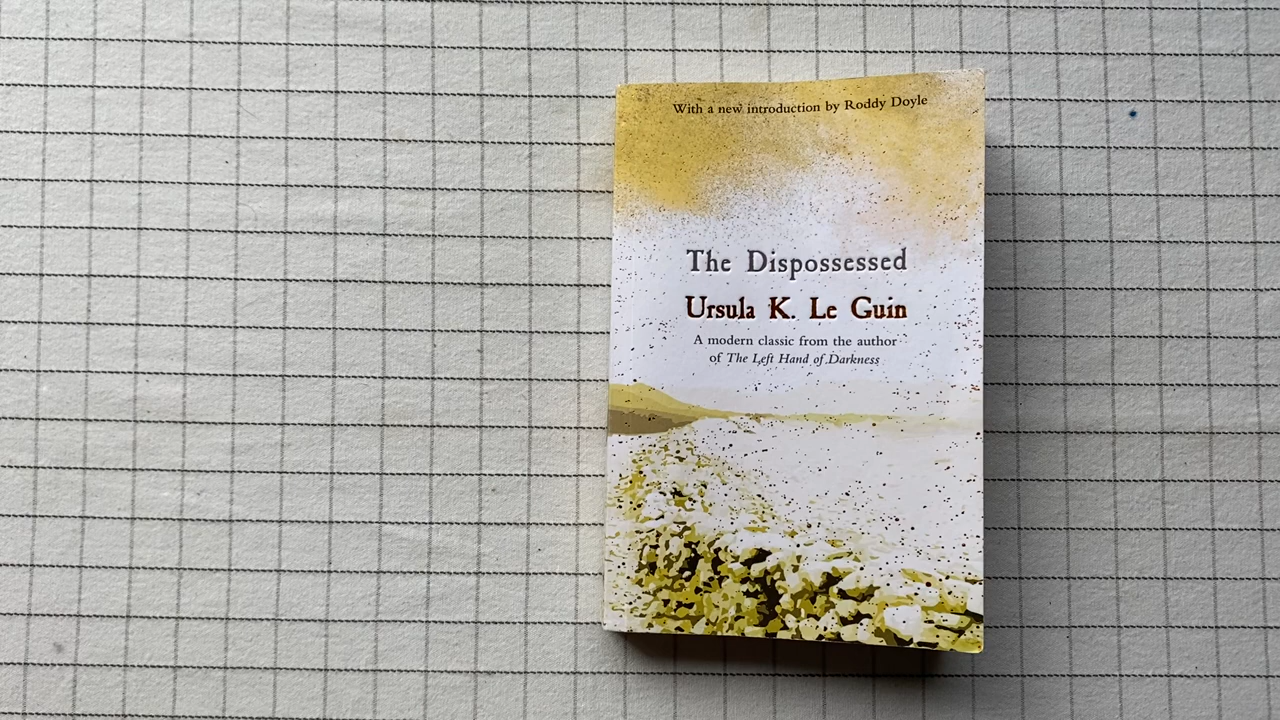 With a new introduction by Roddy Doyle
The Dispossessed
Ursula K. Le Guin
A modern classic from the author
of The Left Hand of Darkness